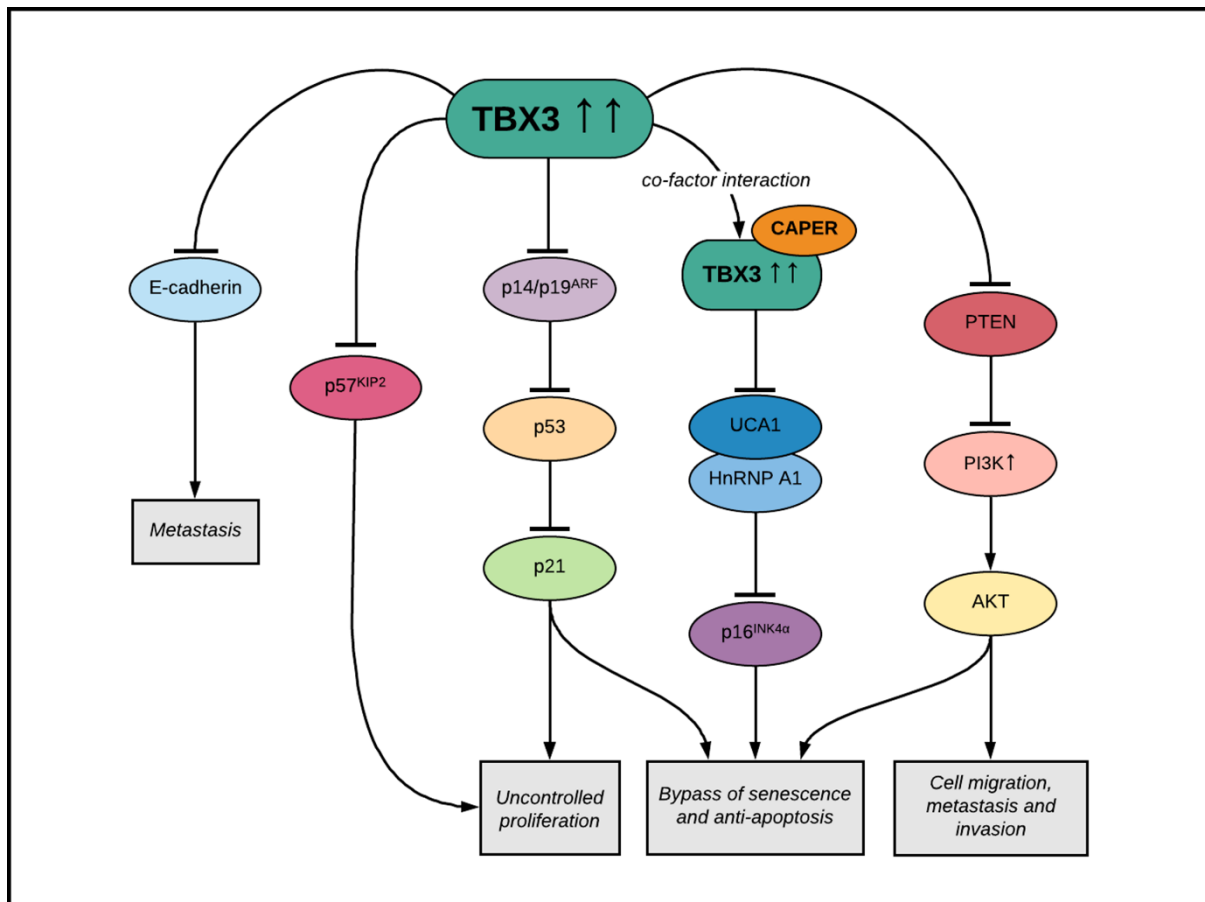 TBX3 ↑↑
co-factor interaction
CAPER
TBX3 ↑↑
E-cadherin
p14/p19ARF
PTEN
p57KIP2
p53
UCA1
HnRNP A1
PI3K↑
Metastasis
p21
AKT
p16INK4α
Uncontrolled
proliferation
Bypass of senescence
and anti-apoptosis
Cell migration,
metastasis and
invasion